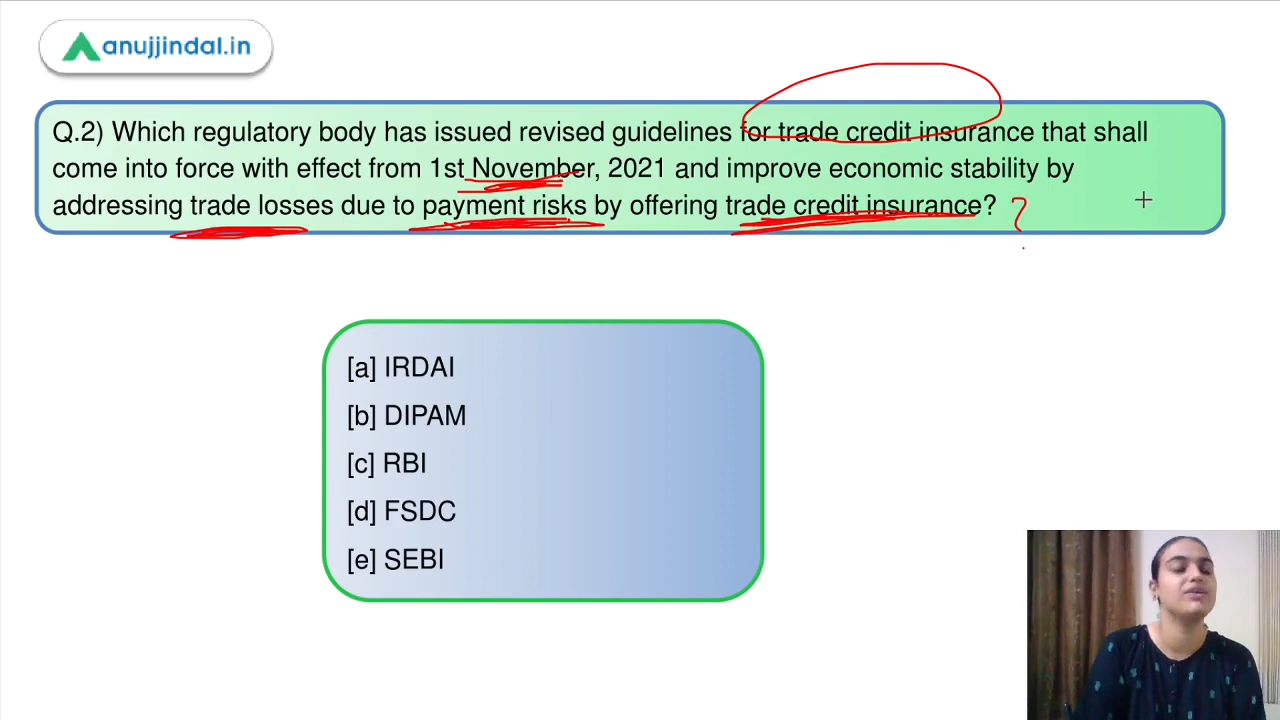 anujjindal.in
Q.2) Which regulatory body has issued revised guidelines for trade credit insurance that shall
come into force with effect from 1st November, 2021 and improve economic stability by
addressing trade losses due to payment risks by offering trade credit insurance? ?
[a] IRDAI
[b] DIPAM
[c] RBI
[d] FSDC
[e] SEBI